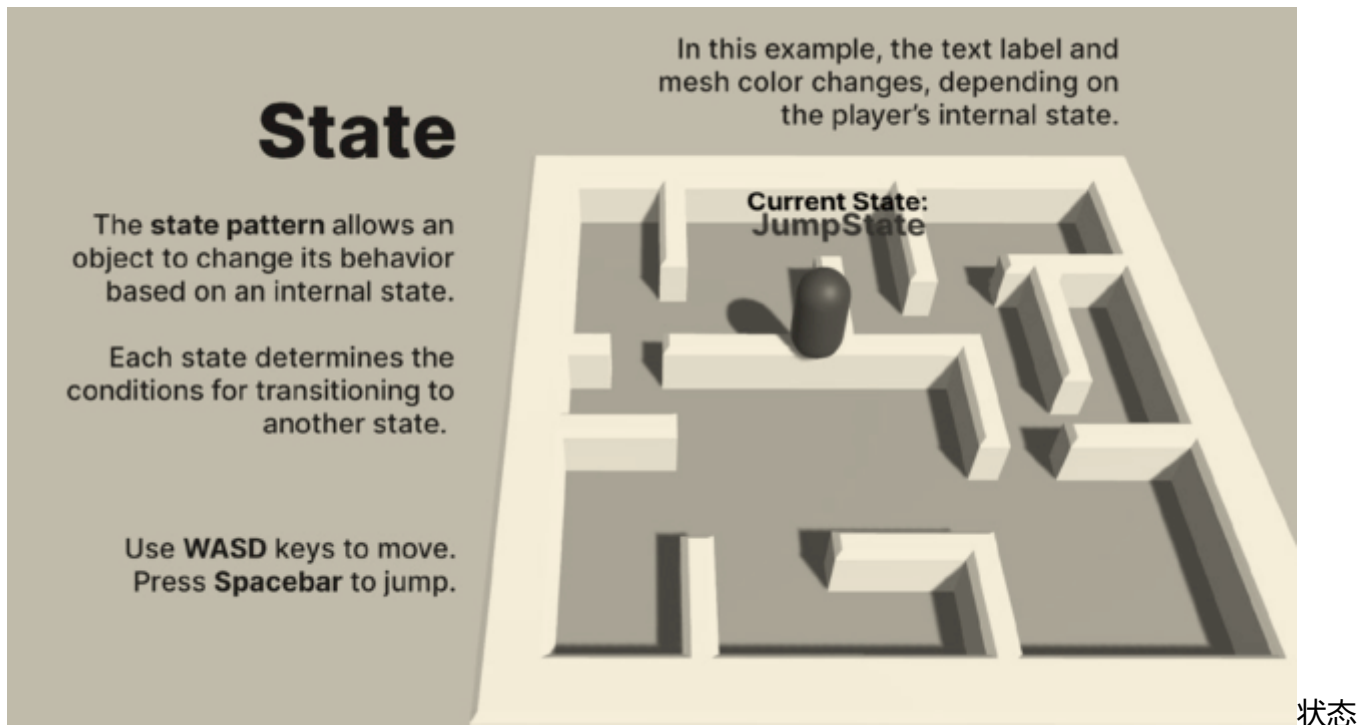 State
The state pattern allows an
object to change its behavior
based on an internal state.
Each state determines the
conditions for transitioning to
another state.
Use WASD keys to move.
Press Spacebar to jump.
In this example, the text label and
mesh color changes, depending on
the player's internal state.
Current State:
JumpState
状态